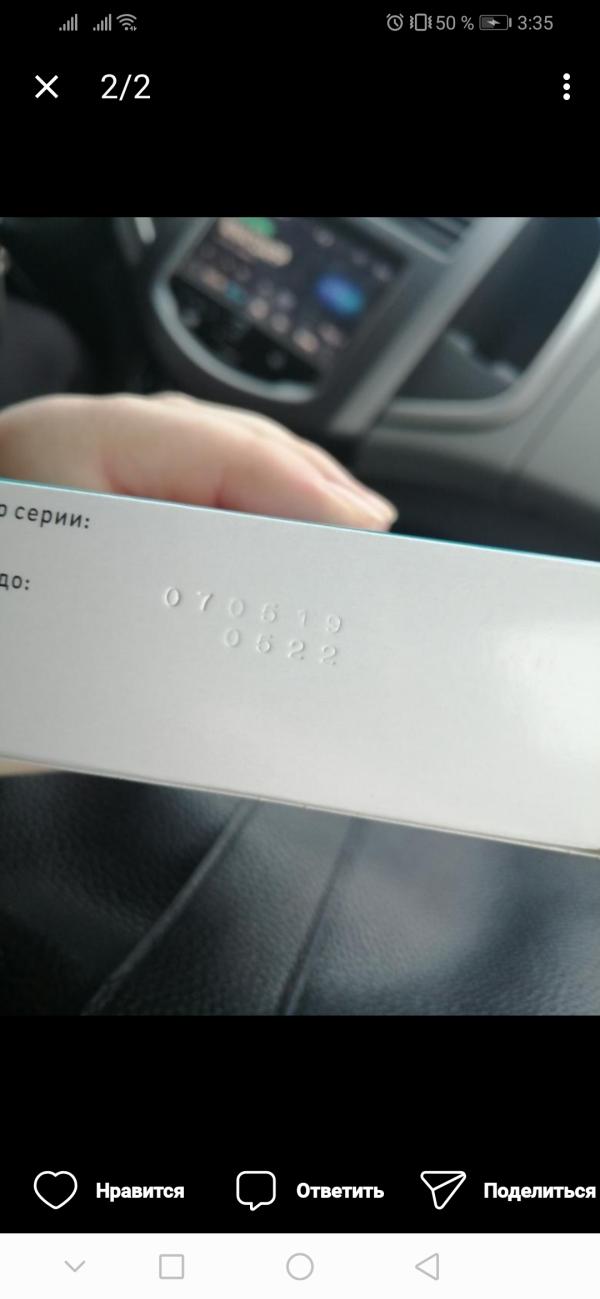 50 % 3:35
2/2
серии:
до:
070519
0522
Нравится Ответить Поделиться